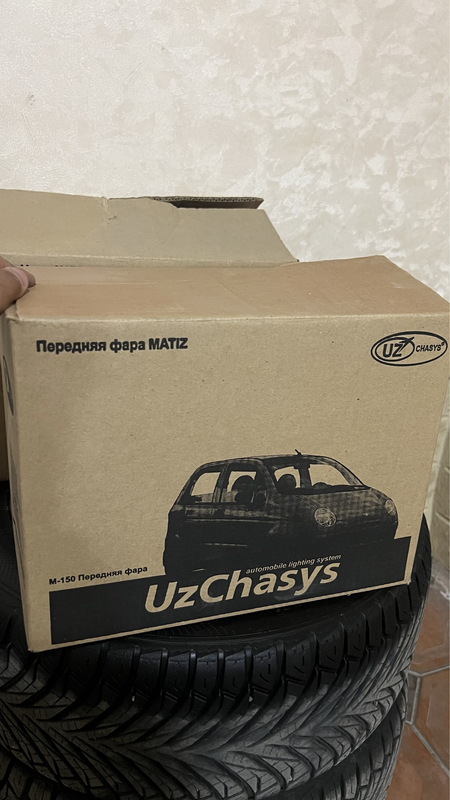 Передняя фара MATIZ
UZ CHASYS®
М-150 Передняя фара
automobile lighting system
UzChasys